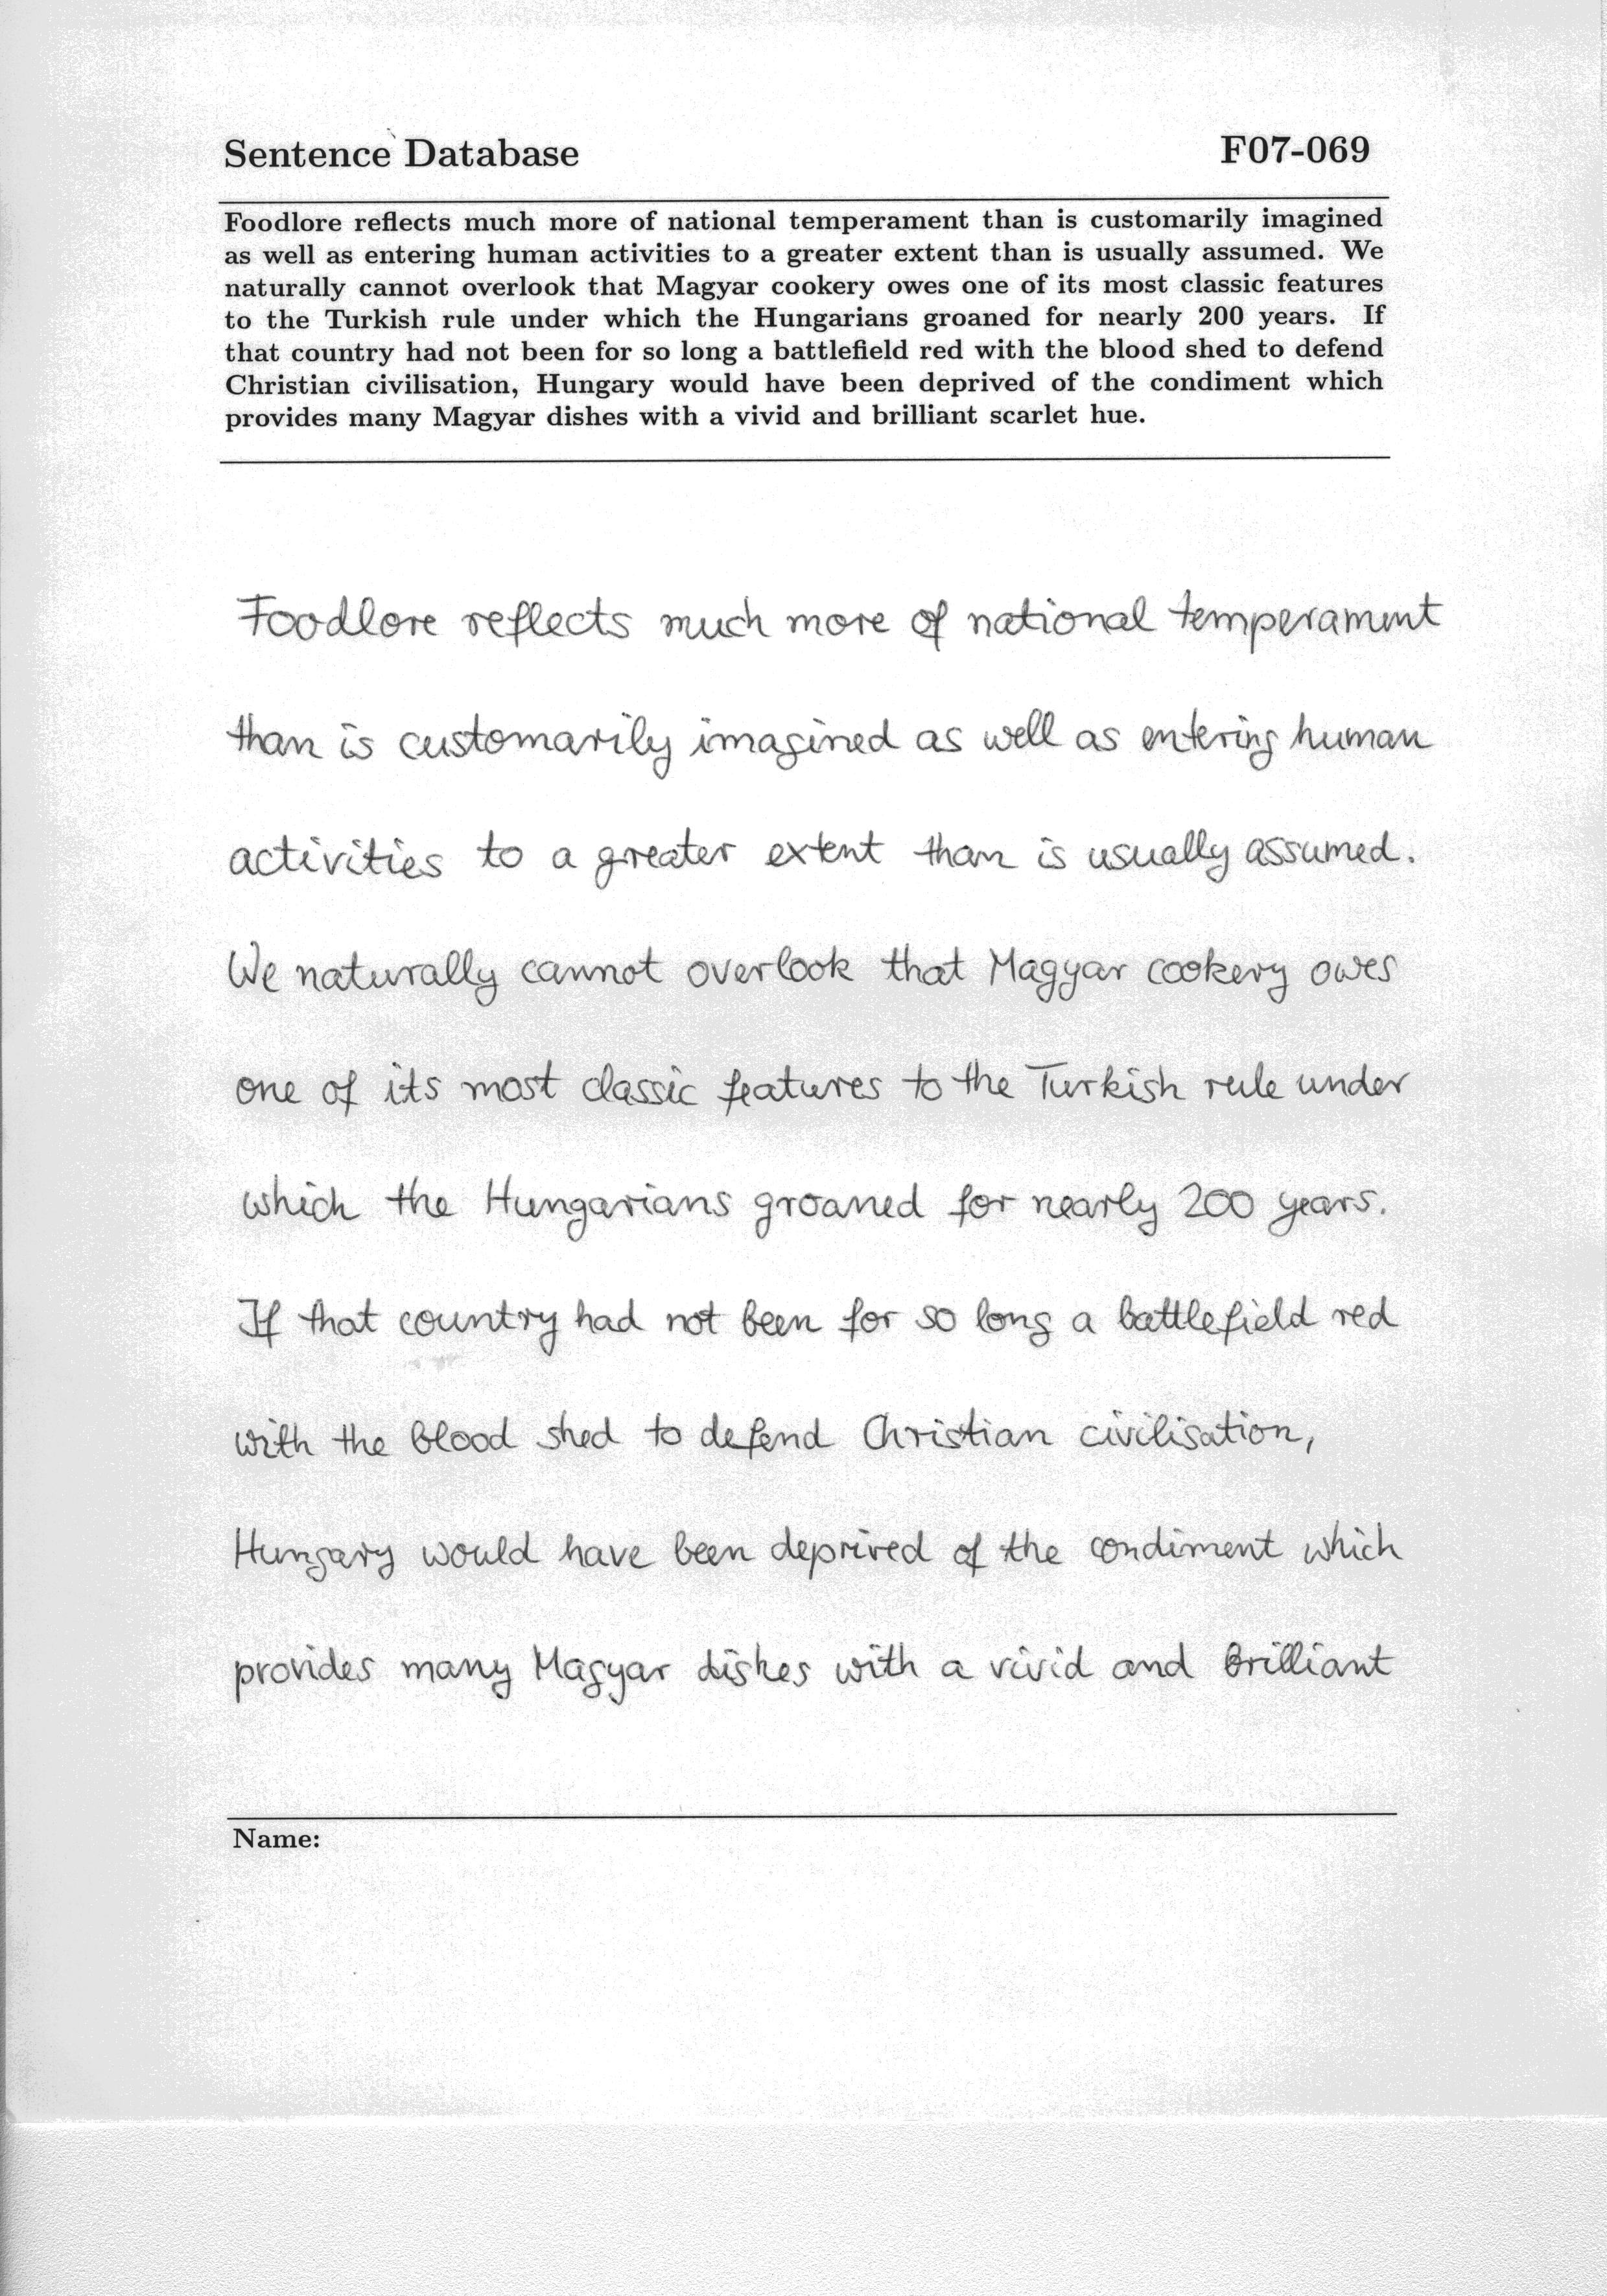 Sentence Database F07-069
Foodlore reflects much more of national temperament than is customarily imagined
as well as entering human activities to a greater extent than is usually assumed. We
naturally cannot overlook that Magyar cookery owes one of its most classic features
to the Turkish rule under which the Hungarians groaned for nearly 200 years. If
that country had not been for so long a battlefield red with the blood shed to defend
Christian civilisation, Hungary would have been deprived of the condiment which
provides many Magyar dishes with a vivid and brilliant scarlet hue.
Foodlore reflects much more of national temperament
than is customarily imagined as well as entering human
activities to a greater extent than is usually assumed.
We naturally cannot overlook that Magyar cookery owes
one of its most classic features to the Turkish rule under
which the Hungarians groaned for nearly 200 years.
If that country had not been for so long a battlefield red
with the blood shed to defend Christian civilisation,
Hungary would have been deprived of the condiment which
provides many Magyar dishes with a vivid and brilliant
Name: